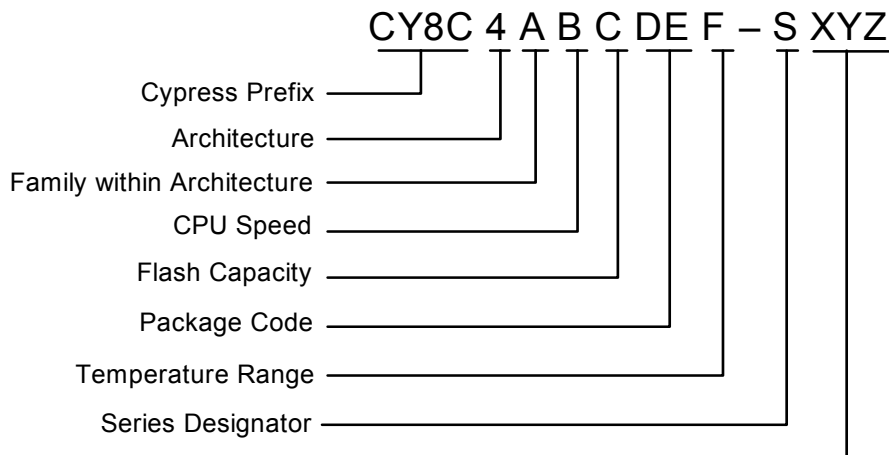 CY8C 4 A B C DE F – S XYZ
Cypress Prefix
Architecture
Family within Architecture
CPU Speed
Flash Capacity
Package Code
Temperature Range
Series Designator